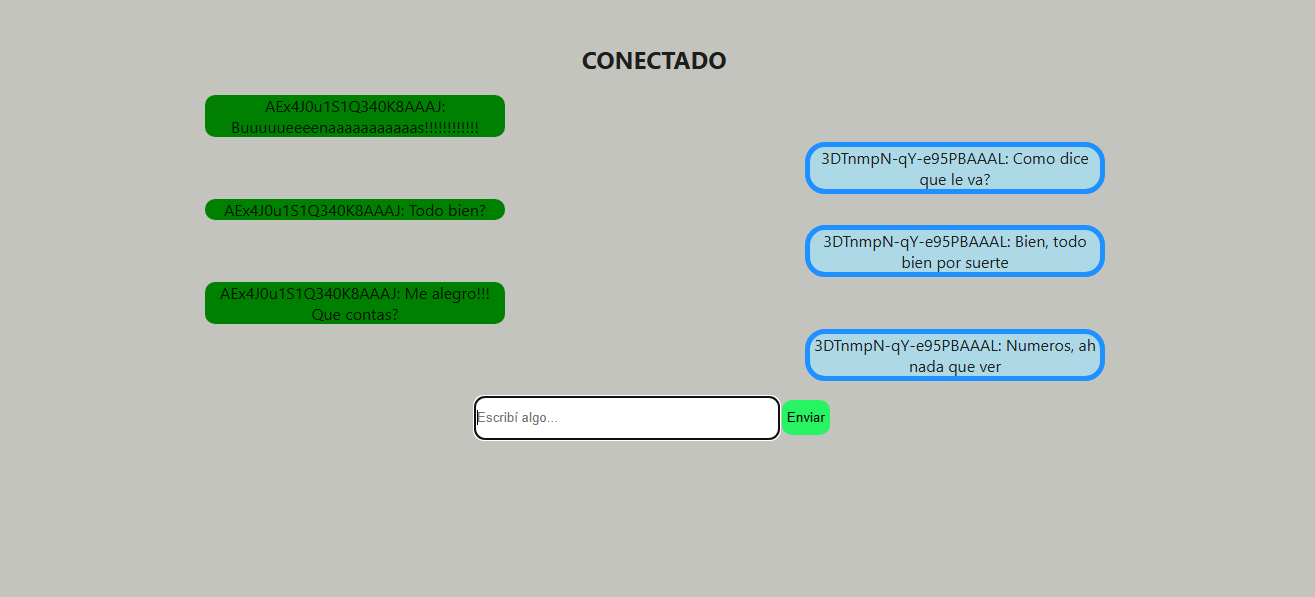 CONECTADO
AEx4J0u1S1Q340K8AAAJ:
Buuuuueeeenaaaaaaaaaaas!!!!!!!!!!!!
3DTnmpN-qY-e95PBAAAL: Como dice
que le va?
AEx4J0u1S1Q340K8AAAJ: Todo bien?
3DTnmpN-qY-e95PBAAAL: Bien, todo
bien por suerte
AEx4J0u1S1Q340K8AAAJ: Me alegro!!!
Que contas?
3DTnmpN-qY-e95PBAAAL: Numeros, ah
nada que ver
Escribí algo...
Enviar